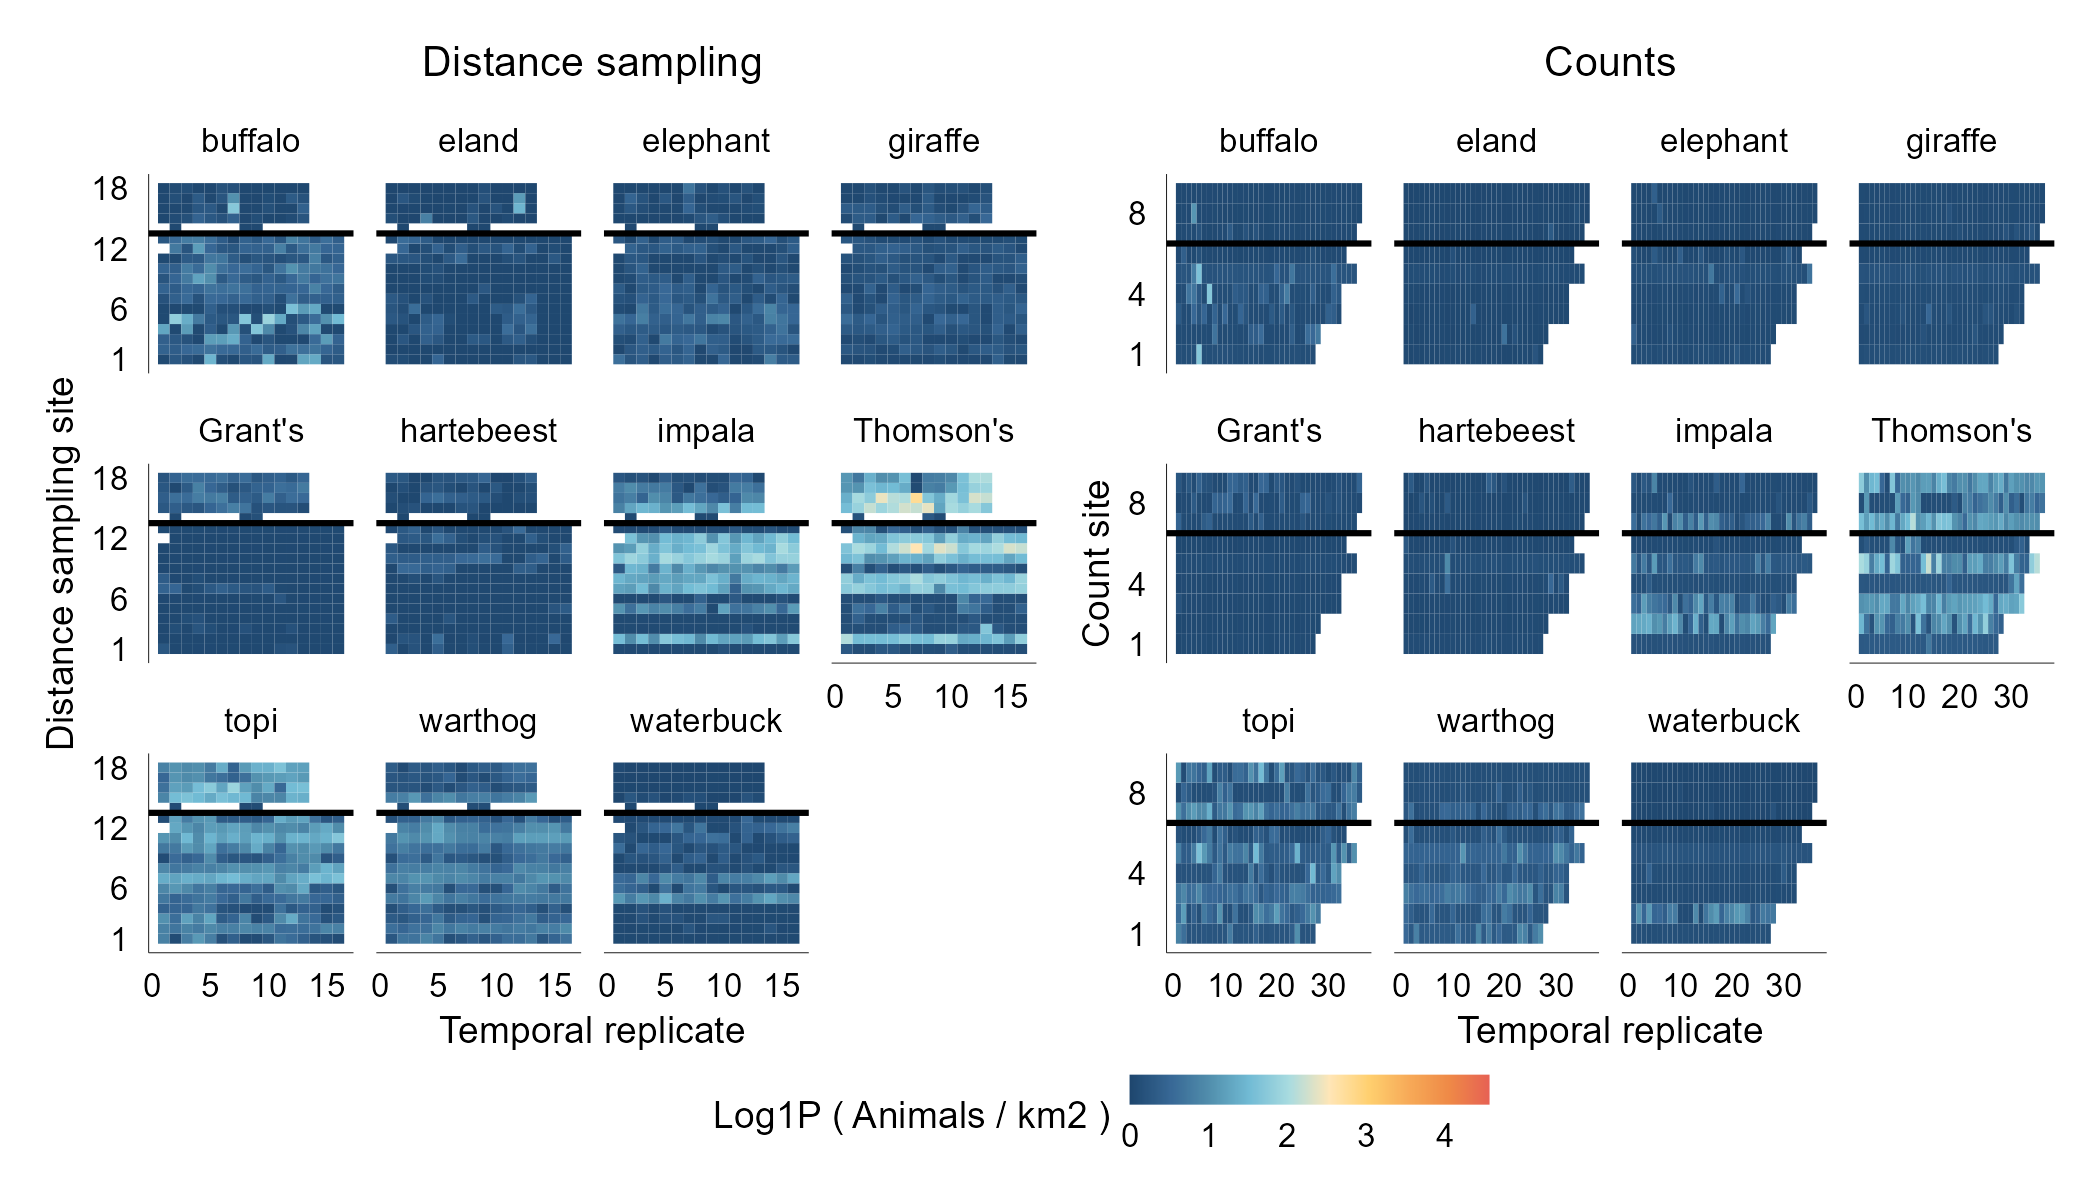 Distance sampling
Counts
buffalo eland elephant giraffe
buffalo eland elephant giraffe
18
12
6
1
8
4
1
Grant's hartebeest impala Thomson's
Grant's hartebeest impala Thomson's
18
12
6
1
8
4
1
0 5 10 15
0 10 20 30
topi warthog waterbuck
topi warthog waterbuck
18
12
6
1
8
4
1
0 5 10 15 0 5 10 15 0 5 10 15
0 10 20 30 0 10 20 30 0 10 20 30
Distance sampling site
Count site
Temporal replicate
Temporal replicate
Log1P ( Animals / km2 )
0 1 2 3 4